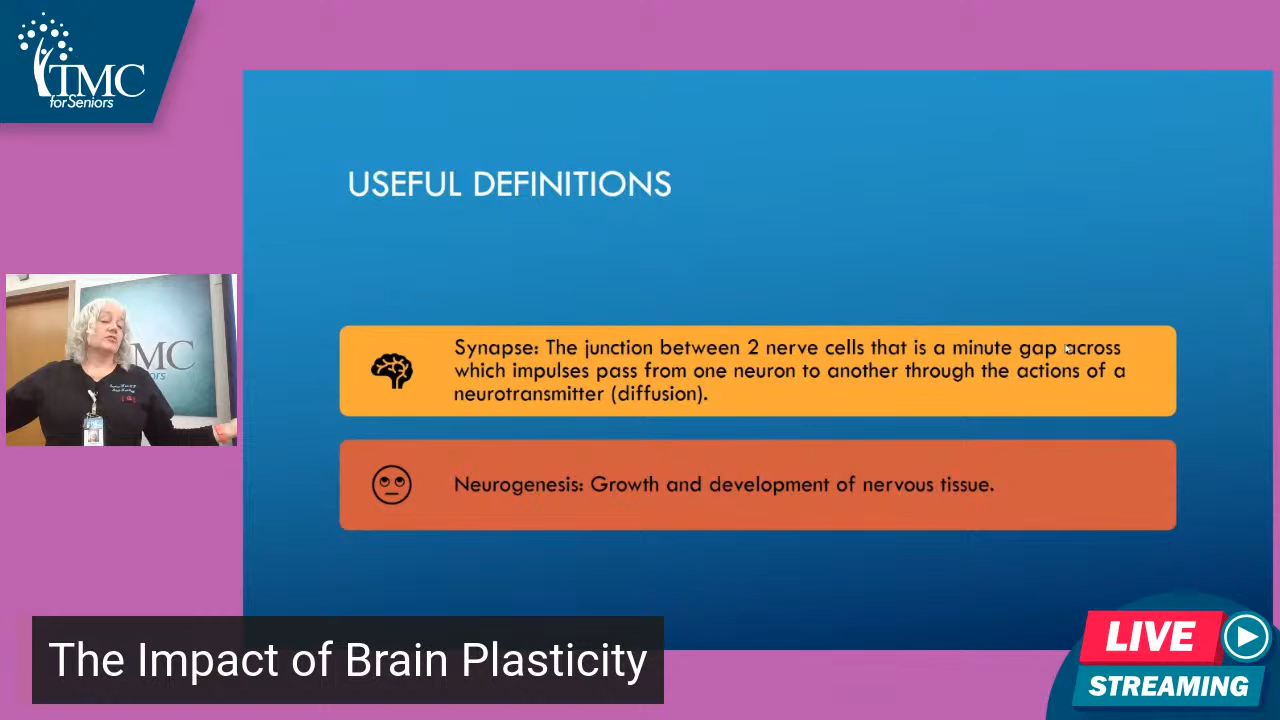 TMC
for Seniors
USEFUL DEFINITIONS
Synapse: The junction between 2 nerve cells that is a minute gap across
which impulses pass from one neuron to another through the actions of a
neurotransmitter (diffusion).
Neurogenesis: Growth and development of nervous tissue.
The Impact of Brain Plasticity
LIVE
STREAMING